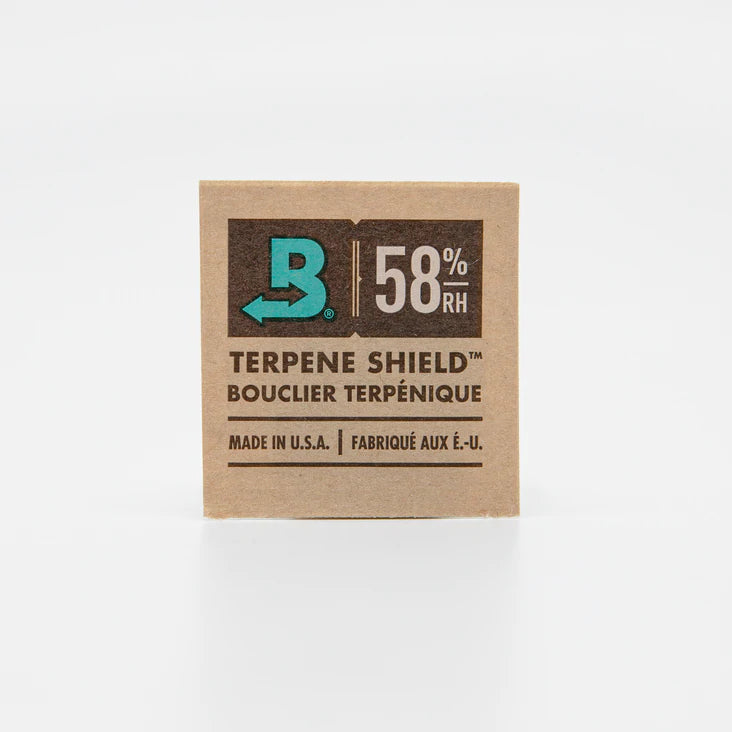 B®
58%
RH
TERPENE SHIELD™
BOUCLIER TERPÉNIQUE
MADE IN U.S.A. | FABRIQUÉ AUX É.-U.